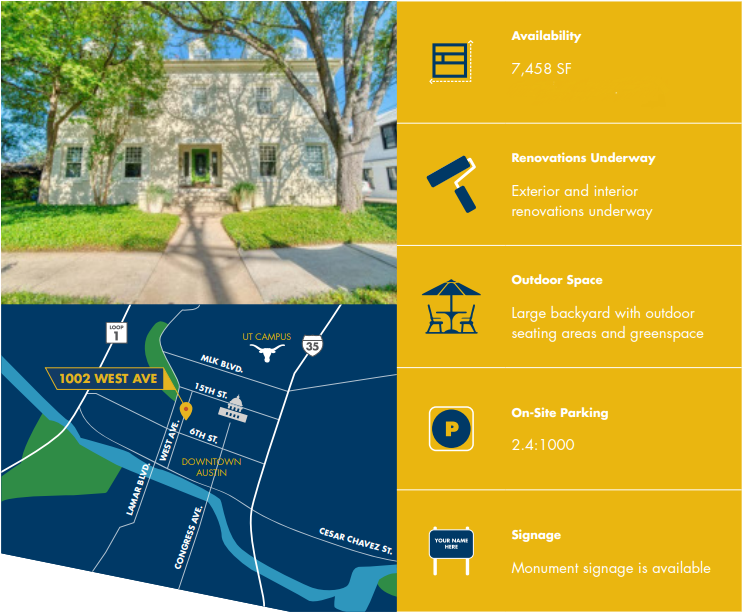 Availability
7,458 SF
Renovations Underway
Exterior and interior
renovations underway
Outdoor Space
Large backyard with outdoor
seating areas and greenspace
P
On-Site Parking
2.4:1000
YOUR NAME
HERE
Signage
Monument signage is available
LOOP
1
UT CAMPUS
35
MLK BLVD.
1002 WEST AVE
15TH ST.
WEST AVE.
6TH ST.
DOWNTOWN
AUSTIN
LAMAR BLVD.
CONGRESS AVE.
CESAR CHAVEZ ST.